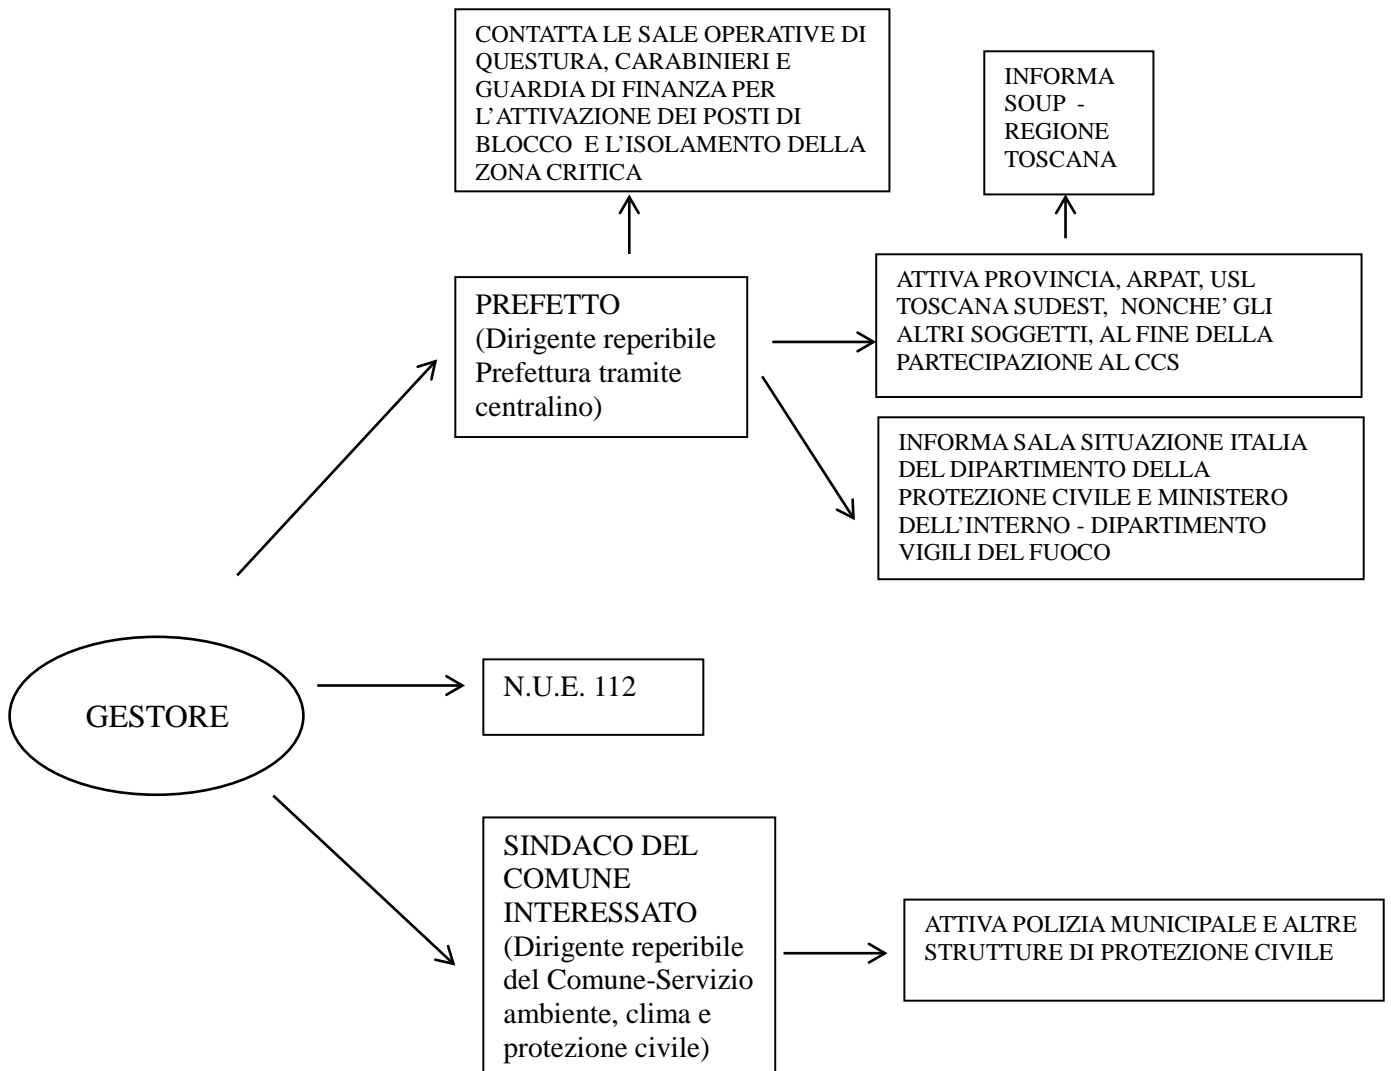 CONTATTA LE SALE OPERATIVE DI
QUESTURA, CARABINIERI E
GUARDIA DI FINANZA PER
L’ATTIVAZIONE DEI POSTI DI
BLOCCO E L’ISOLAMENTO DELLA
ZONA CRITICA
INFORMA
SOUP -
REGIONE
TOSCANA
PREFETTO
(Dirigente reperibile
Prefettura tramite
centralino)
ATTIVA PROVINCIA, ARPAT, USL
TOSCANA SUDEST, NONCHE’ GLI
ALTRI SOGGETTI, AL FINE DELLA
PARTECIPAZIONE AL CCS
INFORMA SALA SITUAZIONE ITALIA
DEL DIPARTIMENTO DELLA
PROTEZIONE CIVILE E MINISTERO
DELL’INTERNO - DIPARTIMENTO
VIGILI DEL FUOCO
GESTORE
N.U.E. 112
SINDACO DEL
COMUNE
INTERESSATO
(Dirigente reperibile
del Comune-Servizio
ambiente, clima e
protezione civile)
ATTIVA POLIZIA MUNICIPALE E ALTRE
STRUTTURE DI PROTEZIONE CIVILE